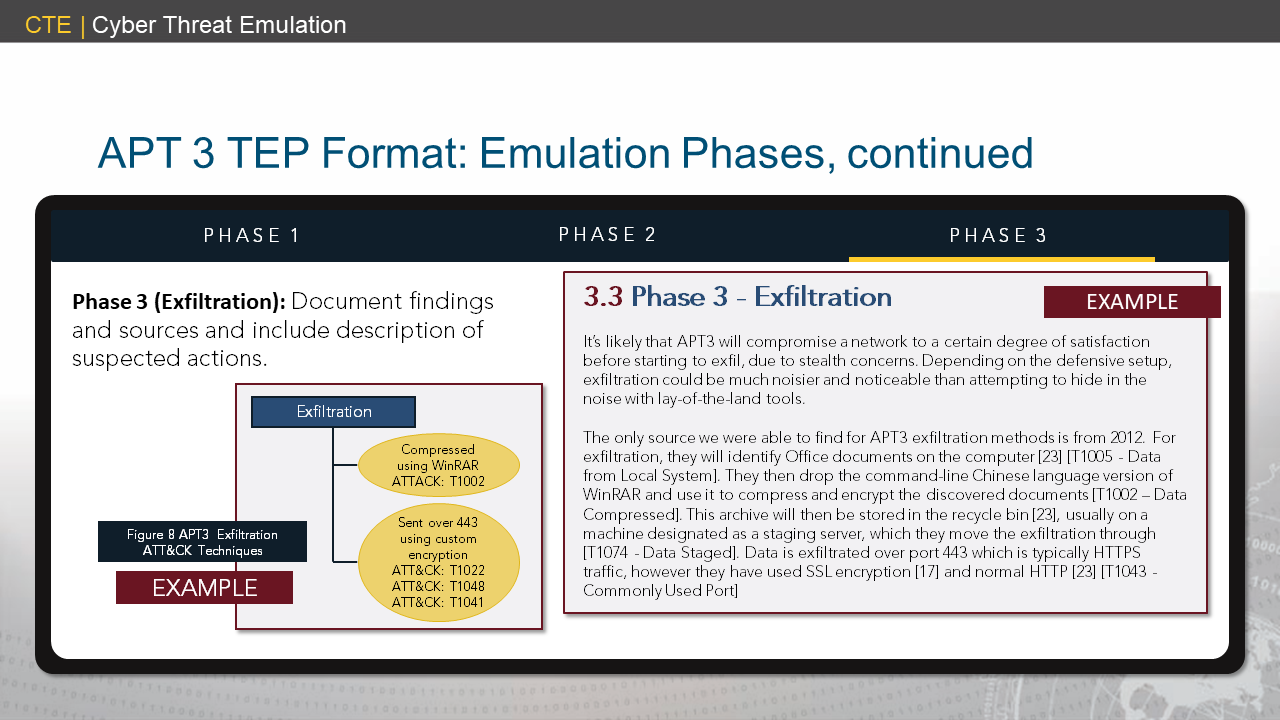 CTE | Cyber Threat Emulation
APT 3 TEP Format: Emulation Phases, continued
PHASE 1
PHASE 2
PHASE 3
Phase 3 (Exfiltration): Document findings
and sources and include description of
suspected actions.
Exfiltration
Compressed
using WinRAR
ATTACK: T1002
Sent over 443
using custom
encryption
ATT&CK: T1022
ATT&CK: T1048
ATT&CK: T1041
Figure 8 APT3 Exfiltration
ATT&CK Techniques
EXAMPLE
3.3 Phase 3 - Exfiltration
EXAMPLE
It’s likely that APT3 will compromise a network to a certain degree of satisfaction
before starting to exfil, due to stealth concerns. Depending on the defensive setup,
exfiltration could be much noisier and noticeable than attempting to hide in the
noise with lay-of-the-land tools.
The only source we were able to find for APT3 exfiltration methods is from 2012. For
exfiltration, they will identify Office documents on the computer [23] [T1005 - Data
from Local System]. They then drop the command-line Chinese language version of
WinRAR and use it to compress and encrypt the discovered documents [T1002 – Data
Compressed]. This archive will then be stored in the recycle bin [23], usually on a
machine designated as a staging server, which they move the exfiltration through
[T1074 - Data Staged]. Data is exfiltrated over port 443 which is typically HTTPS
traffic, however they have used SSL encryption [17] and normal HTTP [23] [T1043 -
Commonly Used Port]